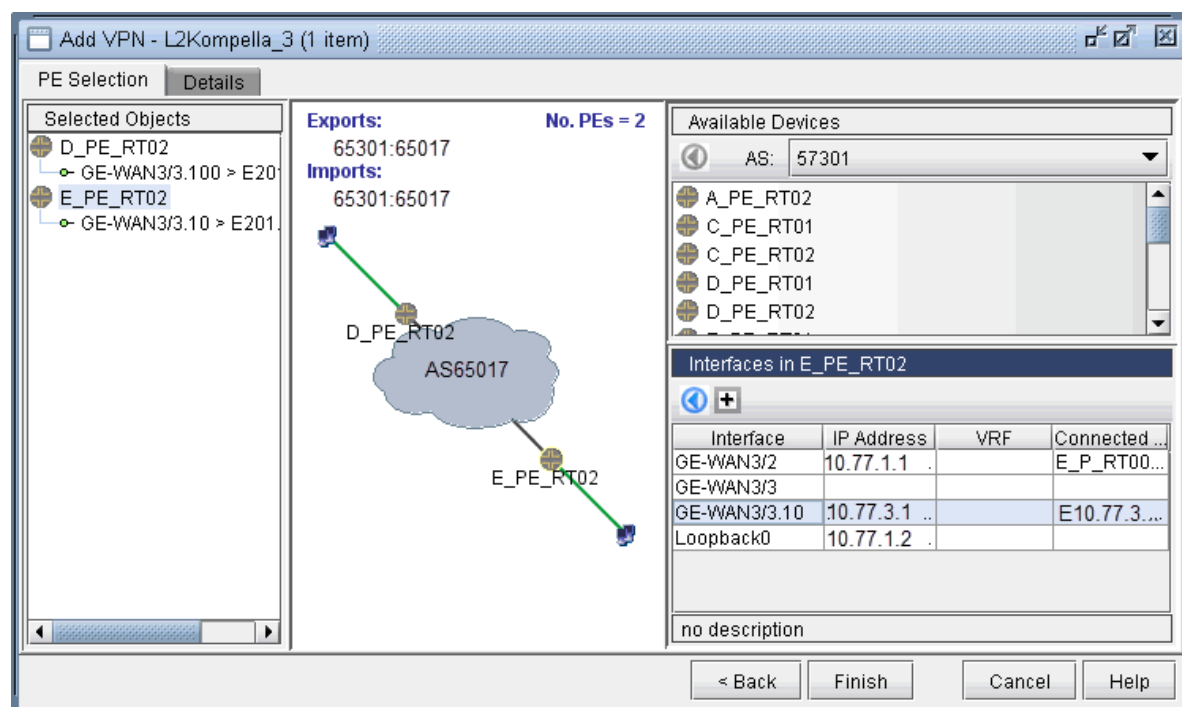 Add VPN - L2Kompella_3 (1 item)
PE Selection Details
Selected Objects
D_PE_RT02
GE-WAN3/3.100 > E20
E_PE_RT02
GE-WAN3/3.10 > E201.
Exports: No. PEs = 2
65301:65017
Imports:
65301:65017
D_PE_RT02
AS65017
E_PE_RT02
Available Devices
AS: 57301
A_PE_RT02
C_PE_RT01
C_PE_RT02
D_PE_RT01
D_PE_RT02
Interfaces in E_PE_RT02
Interface IP Address VRF Connected ...
GE-WAN3/2 10.77.1.1 . E_P_RT00...
GE-WAN3/3
GE-WAN3/3.10 10.77.3.1 .. E10.77.3....
Loopback0 10.77.1.2 .
no description
< Back Finish Cancel Help